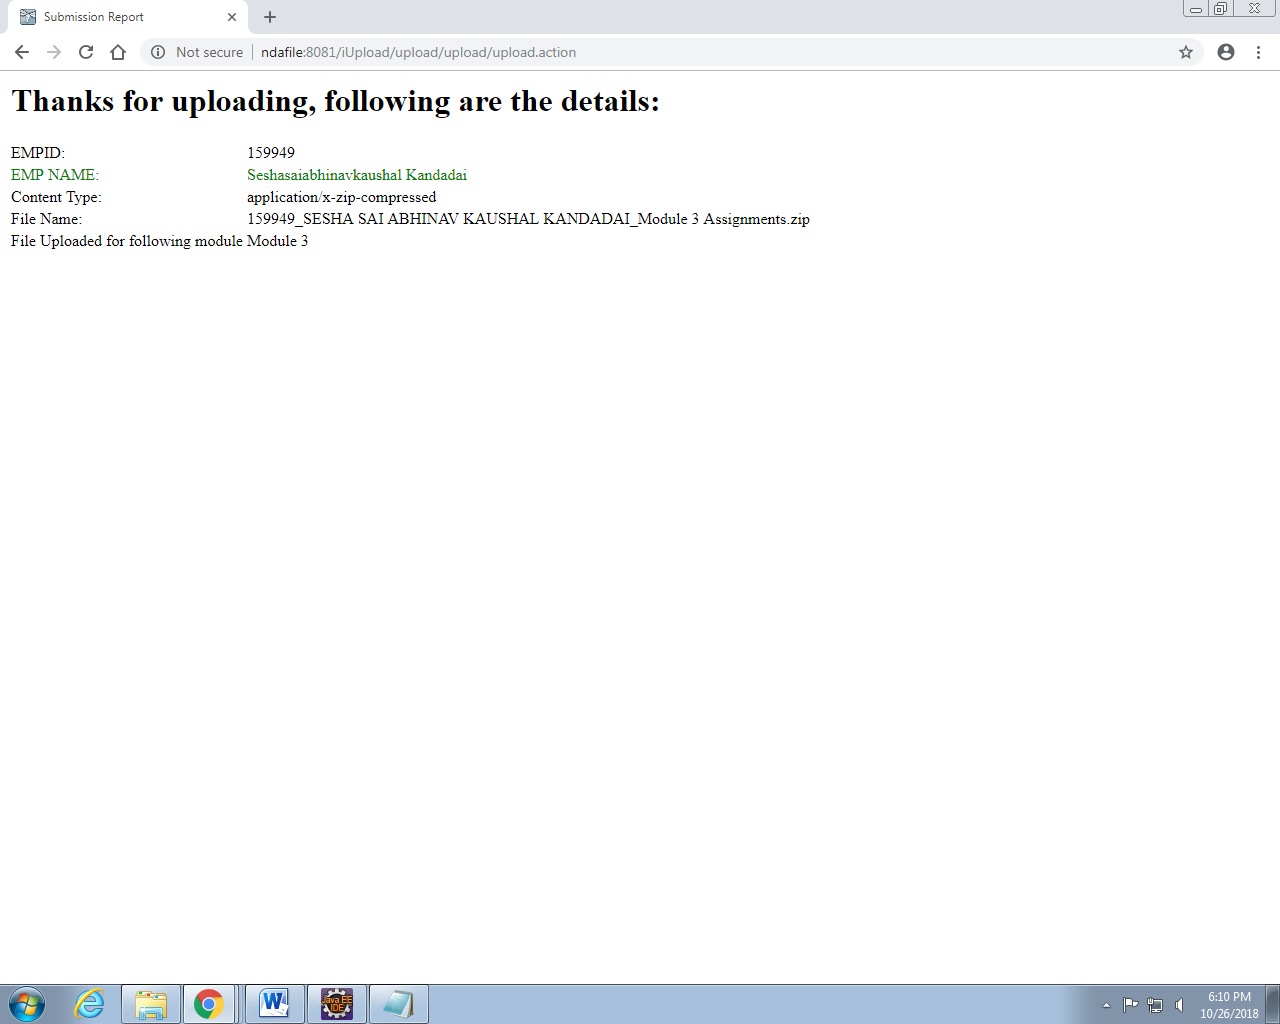 Submission Report
Not secure ndafile:8081/iUpload/upload/upload/upload.action
Thanks for uploading, following are the details:
EMPID: 159949
EMP NAME: Seshasaiabhinavkaushal Kandadai
Content Type: application/x-zip-compressed
File Name: 159949_SESHA SAI ABHINAV KAUSHAL KANDADAI_Module 3 Assignments.zip
File Uploaded for following module Module 3
Java EE
IDE
6:10 PM
10/26/2018